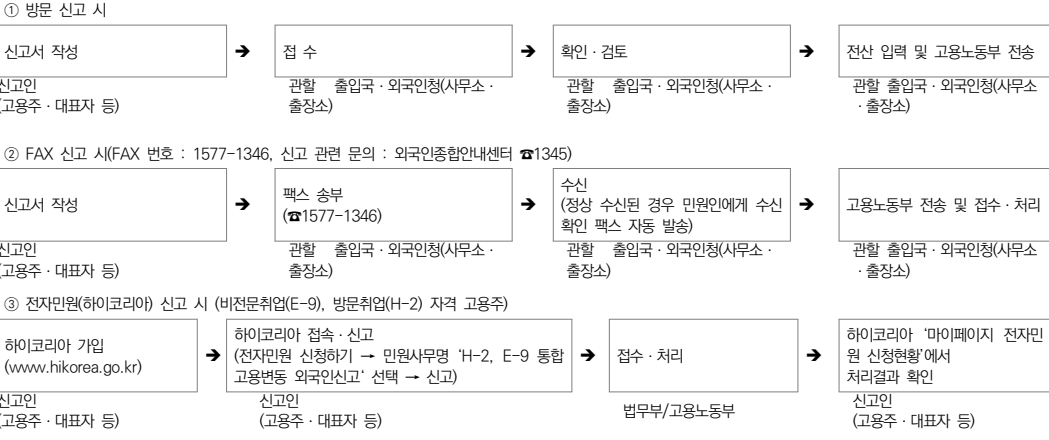 ① 방문 신고 시
신고서 작성 ➔ 접 수 ➔ 확인 · 검토 ➔ 전산 입력 및 고용노동부 전송
신고인
(고용주 · 대표자 등)
관할 출입국 · 외국인청(사무소 ·
출장소)
관할 출입국 · 외국인청(사무소 ·
출장소)
관할 출입국 · 외국인청(사무소
· 출장소)
② FAX 신고 시(FAX 번호 : 1577-1346, 신고 관련 문의 : 외국인종합안내센터 ☎1345)
신고서 작성 ➔
팩스 송부
(☎1577-1346)
➔
수신
(정상 수신된 경우 민원인에게 수신
확인 팩스 자동 발송)
➔ 고용노동부 전송 및 접수 · 처리
신고인
(고용주 · 대표자 등)
관할 출입국 · 외국인청(사무소 ·
출장소)
관할 출입국 · 외국인청(사무소 ·
출장소)
관할 출입국 · 외국인청(사무소
· 출장소)
③ 전자민원(하이코리아) 신고 시 (비전문취업(E-9), 방문취업(H-2) 자격 고용주)
하이코리아 가입
(www.hikorea.go.kr)
➔
하이코리아 접속 · 신고
(전자민원 신청하기 → 민원사무명 ‘H-2, E-9 통합
고용변동 외국인신고‘ 선택 → 신고)
➔ 접수 · 처리 ➔
하이코리아 ‘마이페이지 전자민
원 신청현황’에서
처리결과 확인
신고인
(고용주 · 대표자 등)
신고인
(고용주 · 대표자 등)
법무부/고용노동부
신고인
(고용주 · 대표자 등)